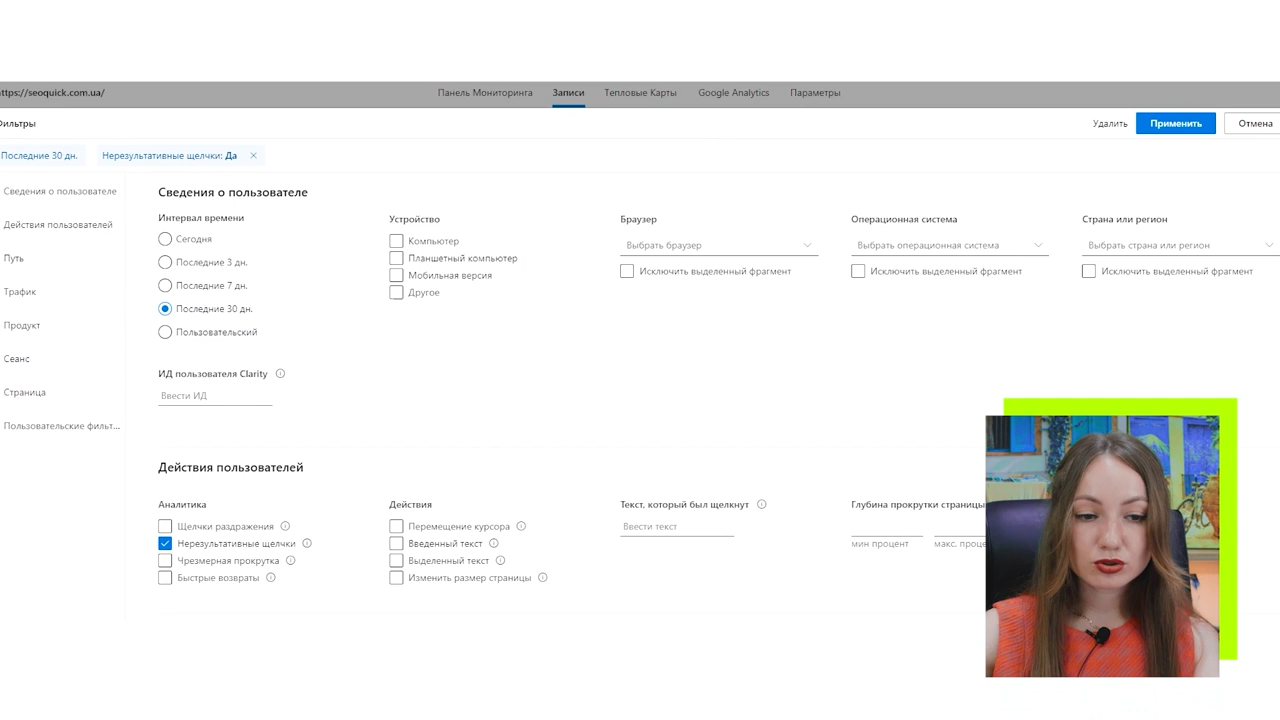 ttps://seoquick.com.ua/
Панель Мониторинга Записи Тепловые Карты Google Analytics Параметры
Фильтры Удалить Применить Отмена
Последние 30 дн. Нерезультативные щелчки: Да
Сведения о пользователе
Действия пользователей
Путь
Трафик
Продукт
Сеанс
Страница
Пользовательские фильт...
Сведения о пользователе
Интервал времени
Сегодня
Последние 3 дн.
Последние 7 дн.
Последние 30 дн.
Пользовательский
Устройство
Компьютер
Планшетный компьютер
Мобильная версия
Другое
Браузер
Выбрать браузер
Исключить выделенный фрагмент
Операционная система
Выбрать операционная система
Исключить выделенный фрагмент
Страна или регион
Выбрать страна или регион
Исключить выделенный фрагмент
ИД пользователя Clarity
Ввести ИД
Действия пользователей
Аналитика
Щелчки раздражения
Нерезультативные щелчки
Чрезмерная прокрутка
Быстрые возвраты
Действия
Перемещение курсора
Введенный текст
Выделенный текст
Изменить размер страницы
Текст, который был щелкнут
Ввести текст
Глубина прокрутки страницы
мин процент макс. проце